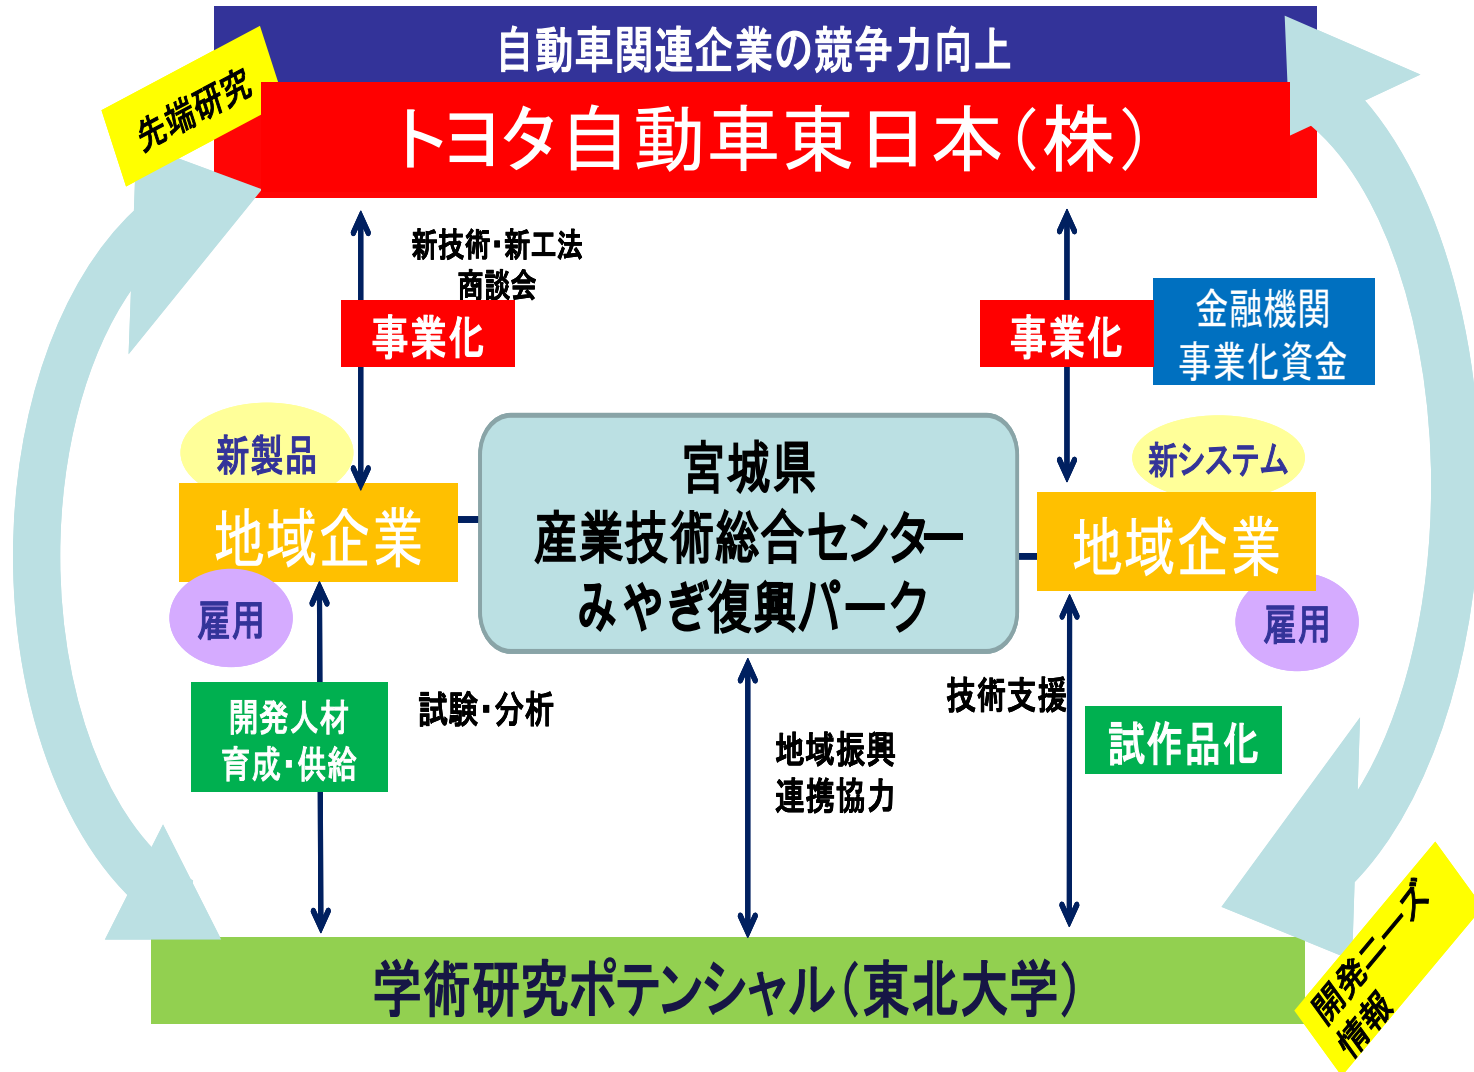 自動車関連企業の競争力向上
先端研究
トヨタ自動車東日本(株)
新技術・新工法
商談会
事業化
事業化
金融機関
事業化資金
新製品
新システム
地域企業
宮城県
産業技術総合センター
みやぎ復興パーク
地域企業
雇用
雇用
開発人材
育成・供給
試験・分析
技術支援
試作品化
地域振興
連携協力
学術研究ポテンシャル(東北大学)
開発ニーズ
情報